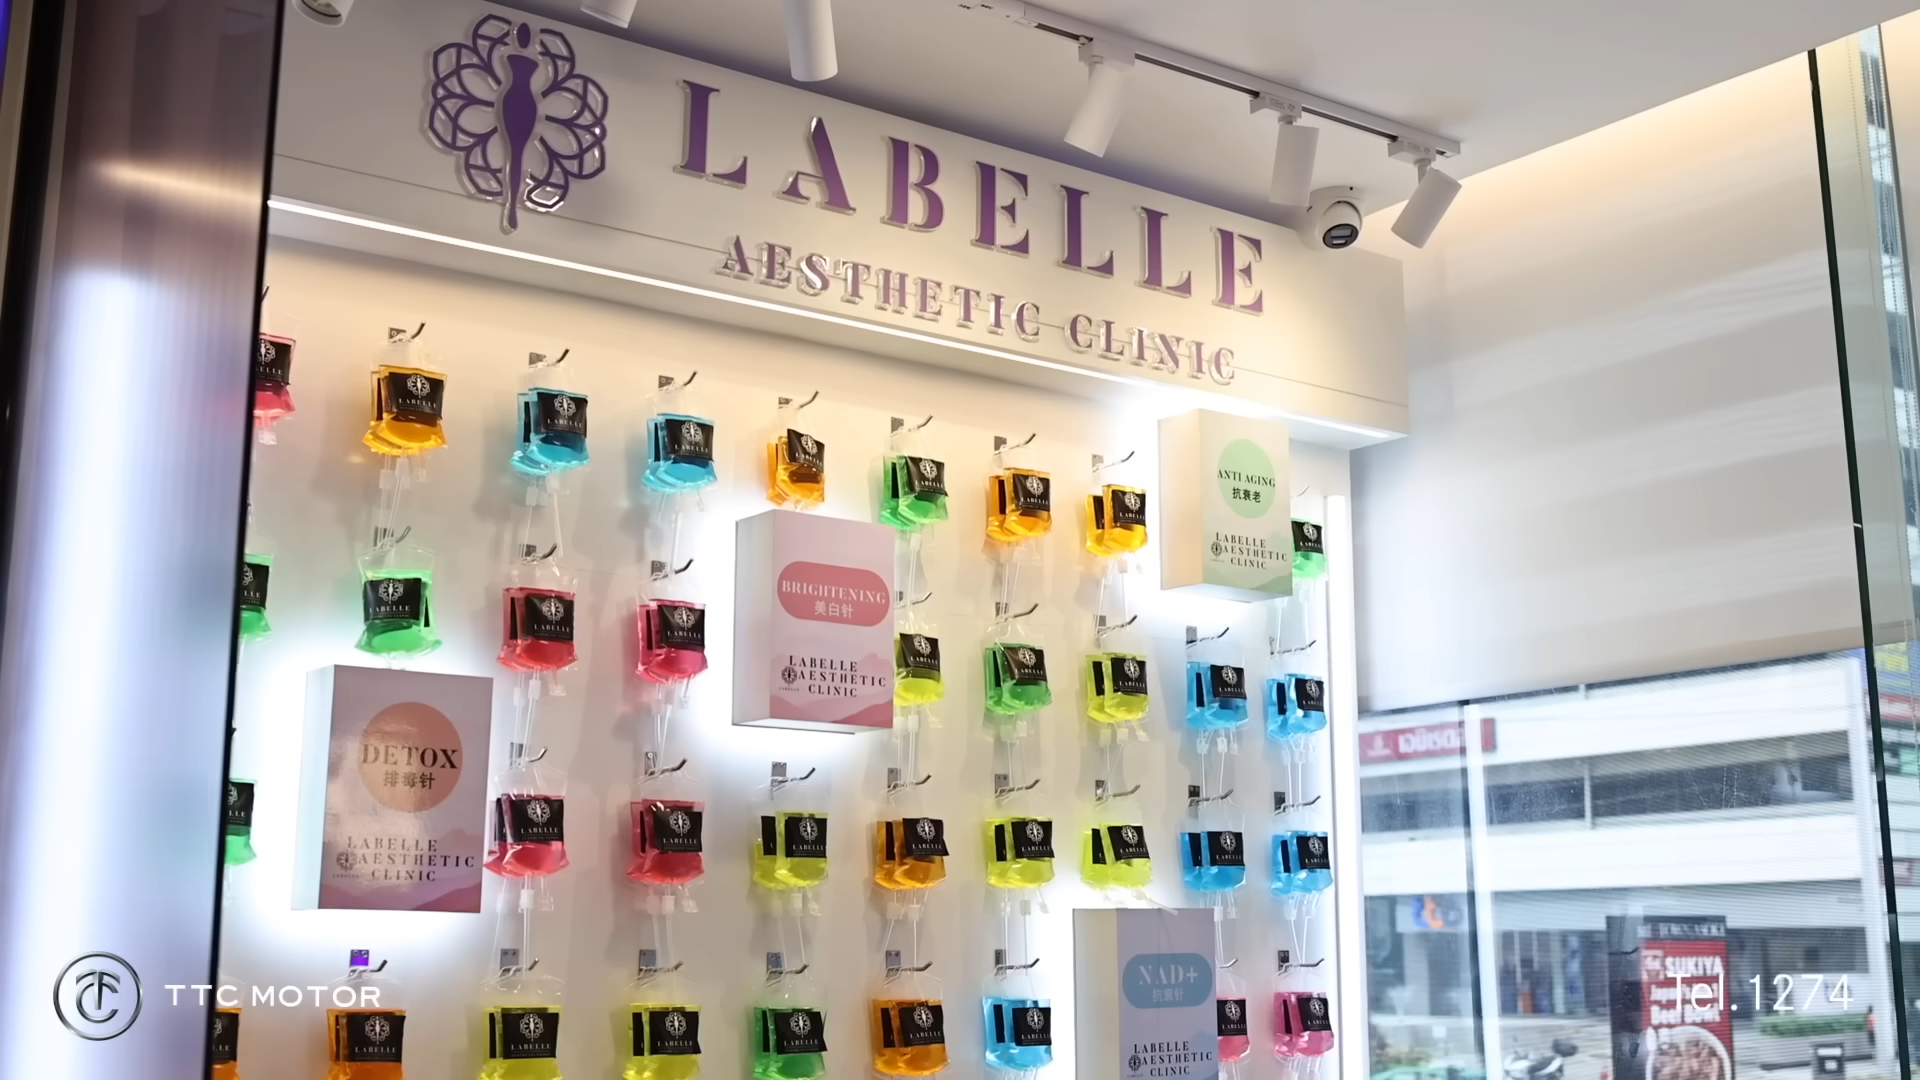 LABELLE
AESTHETIC CLINIC
ANTI AGING
抗衰老
LABELLE
AESTHETIC
CLINIC
BRIGHTENING
美白针
LABELLE
AESTHETIC
CLINIC
DETOX
排毒针
LABELLE
AESTHETIC
CLINIC
NAD+
抗衰针
LABELLE
AESTHETIC
CLINIC
LABELLE
SUKIYA
Beef Bowl
TTC MOTOR
Tel.1274